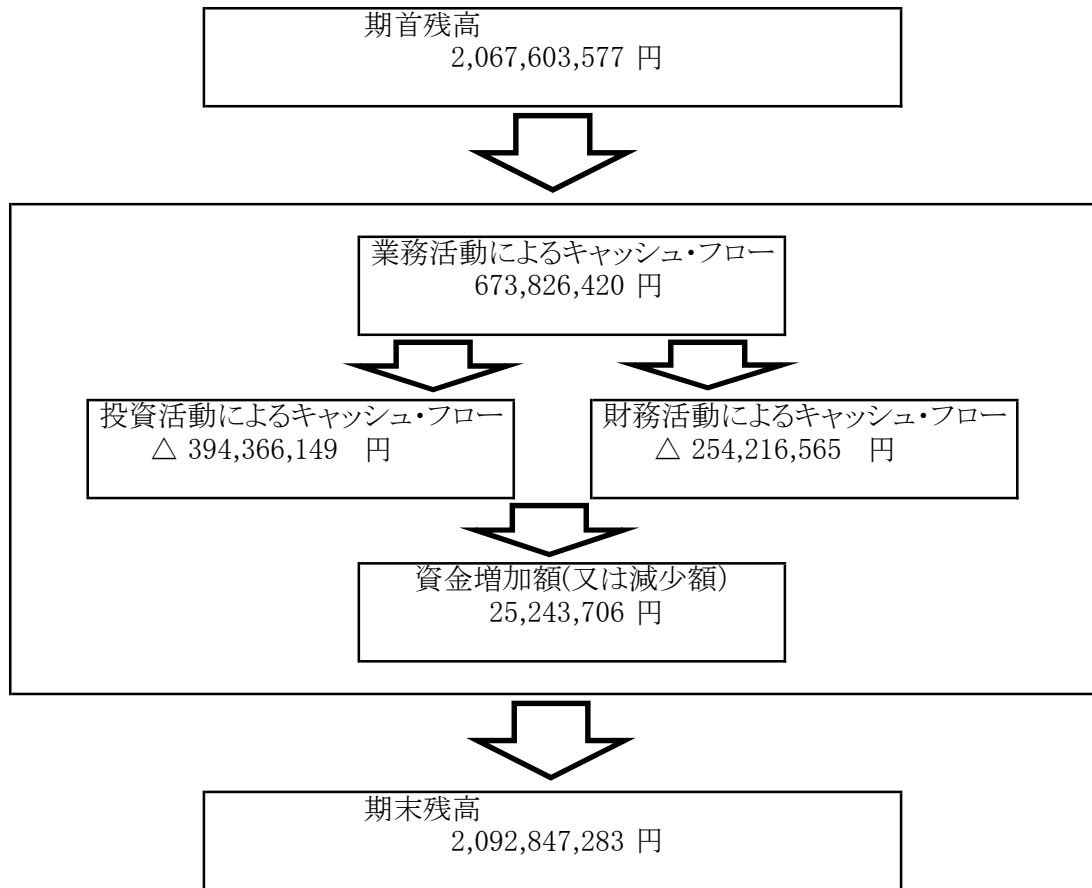 期首残高
2,067,603,577 円
業務活動によるキャッシュ・フロー
673,826,420 円
投資活動によるキャッシュ・フロー
△ 394,366,149 円
財務活動によるキャッシュ・フロー
△ 254,216,565 円
資金増加額(又は減少額)
25,243,706 円
期末残高
2,092,847,283 円